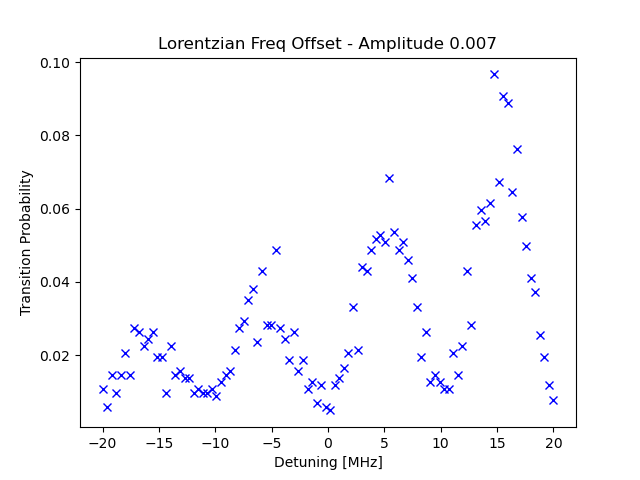 Lorentzian Freq Offset - Amplitude 0.007
Transition Probability
0.10
0.08
0.06
0.04
0.02
−20 −15 −10 −5 0 5 10 15 20
Detuning [MHz]